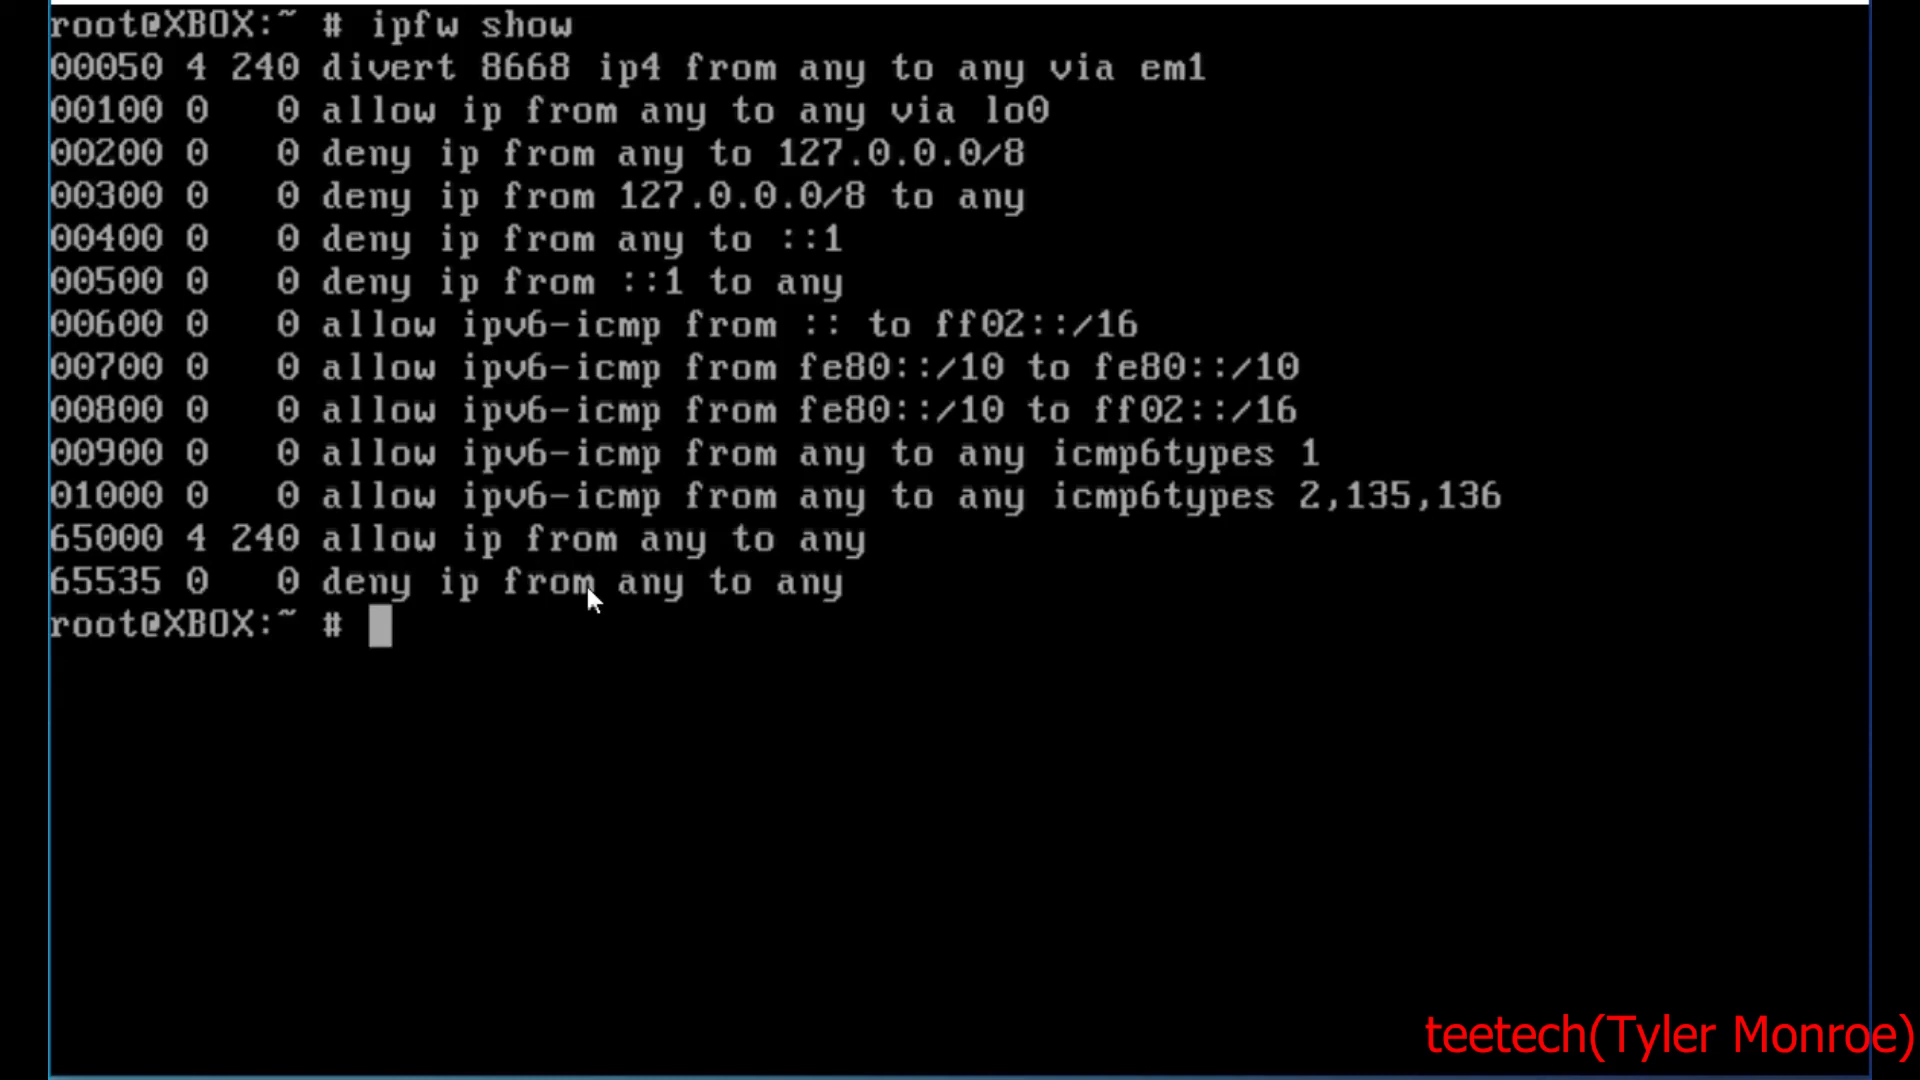 root@XBOX:~ # ipfw show
00050 4 240 divert 8668 ip4 from any to any via em1
00100 0   0 allow ip from any to any via lo0
00200 0   0 deny ip from any to 127.0.0.0/8
00300 0   0 deny ip from 127.0.0.0/8 to any
00400 0   0 deny ip from any to ::1
00500 0   0 deny ip from ::1 to any
00600 0   0 allow ipv6-icmp from :: to ff02::/16
00700 0   0 allow ipv6-icmp from fe80::/10 to fe80::/10
00800 0   0 allow ipv6-icmp from fe80::/10 to ff02::/16
00900 0   0 allow ipv6-icmp from any to any icmp6types 1
01000 0   0 allow ipv6-icmp from any to any icmp6types 2,135,136
65000 4 240 allow ip from any to any
65535 0   0 deny ip from any to any
root@XBOX:~ #
teetech(Tyler Monroe)